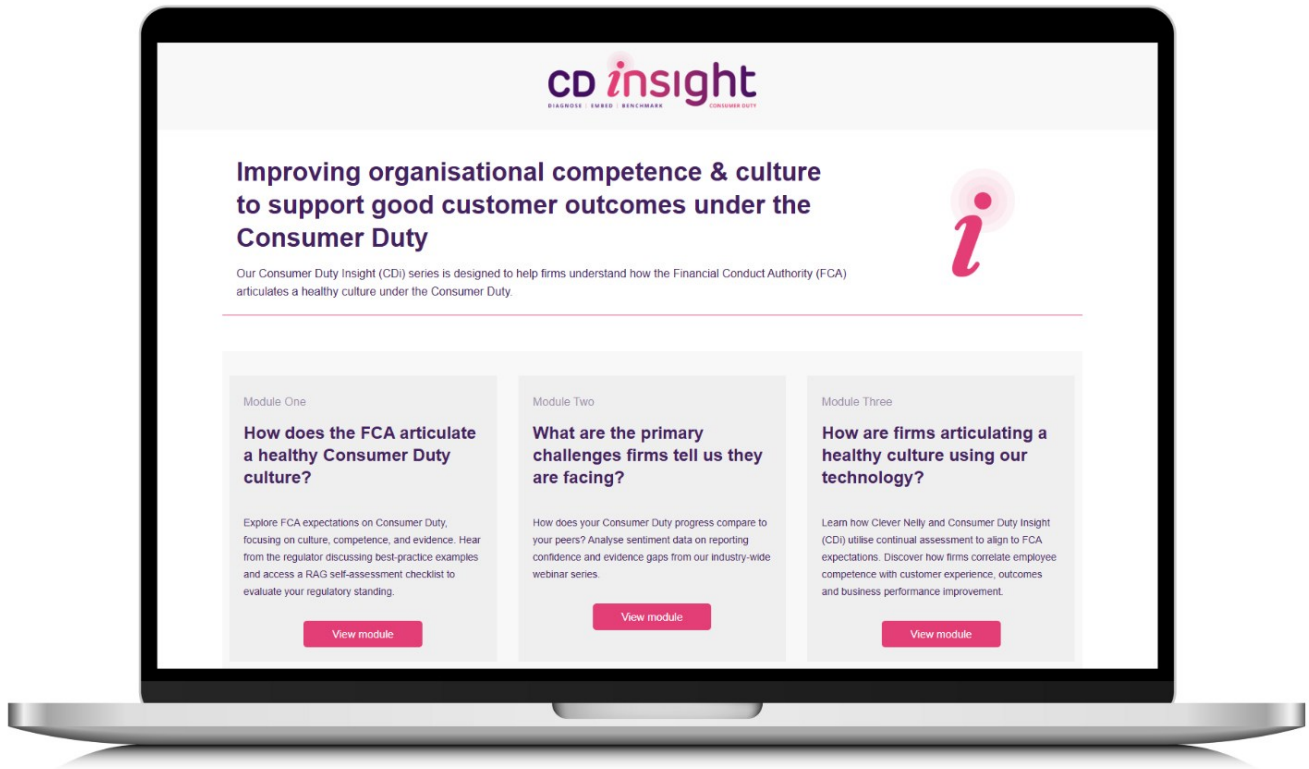 CD insight
DIAGNOSE | EMBED | BENCHMARK
CONSUMER DUTY
Improving organisational competence & culture
to support good customer outcomes under the
Consumer Duty
Our Consumer Duty Insight (CDi) series is designed to help firms understand how the Financial Conduct Authority (FCA)
articulates a healthy culture under the Consumer Duty.
i
Module One
How does the FCA articulate
a healthy Consumer Duty
culture?
Explore FCA expectations on Consumer Duty,
focusing on culture, competence, and evidence. Hear
from the regulator discussing best-practice examples
and access a RAG self-assessment checklist to
evaluate your regulatory standing.
View module
Module Two
What are the primary
challenges firms tell us they
are facing?
How does your Consumer Duty progress compare to
your peers? Analyse sentiment data on reporting
confidence and evidence gaps from our industry-wide
webinar series.
View module
Module Three
How are firms articulating a
healthy culture using our
technology?
Learn how Clever Nelly and Consumer Duty Insight
(CDi) utilise continual assessment to align to FCA
expectations. Discover how firms correlate employee
competence with customer experience, outcomes
and business performance improvement.
View module